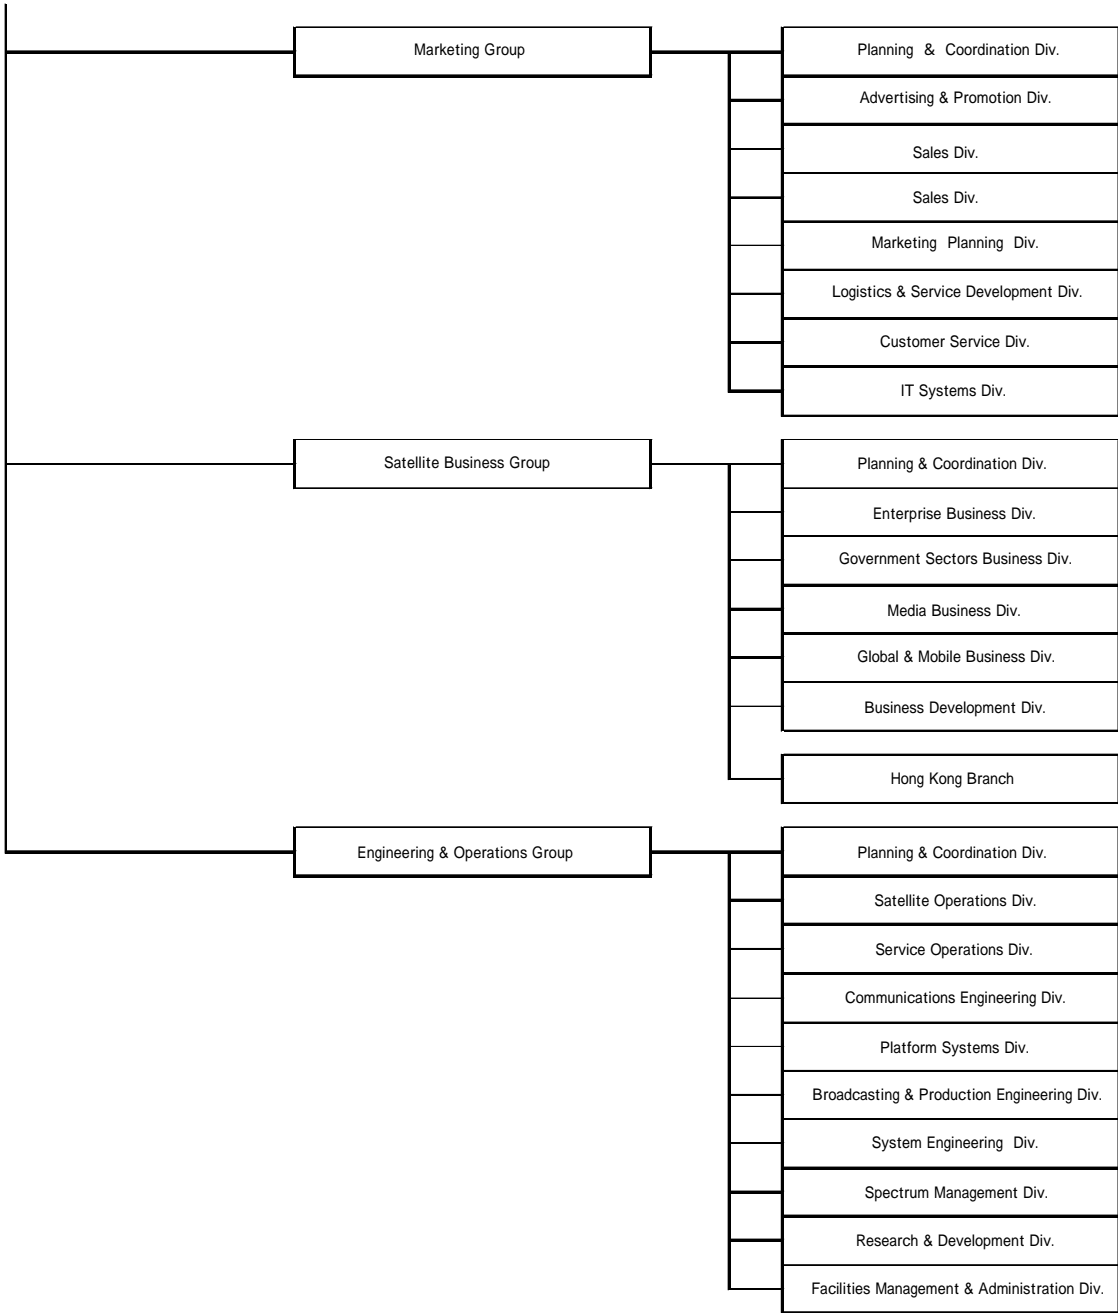 Marketing Group
Planning & Coordination Div.
Advertising & Promotion Div.
Sales Div.
Sales Div.
Marketing Planning Div.
Logistics & Service Development Div.
Customer Service Div.
IT Systems Div.
Satellite Business Group
Planning & Coordination Div.
Enterprise Business Div.
Government Sectors Business Div.
Media Business Div.
Global & Mobile Business Div.
Business Development Div.
Hong Kong Branch
Engineering & Operations Group
Planning & Coordination Div.
Satellite Operations Div.
Service Operations Div.
Communications Engineering Div.
Platform Systems Div.
Broadcasting & Production Engineering Div.
System Engineering Div.
Spectrum Management Div.
Research & Development Div.
Facilities Management & Administration Div.